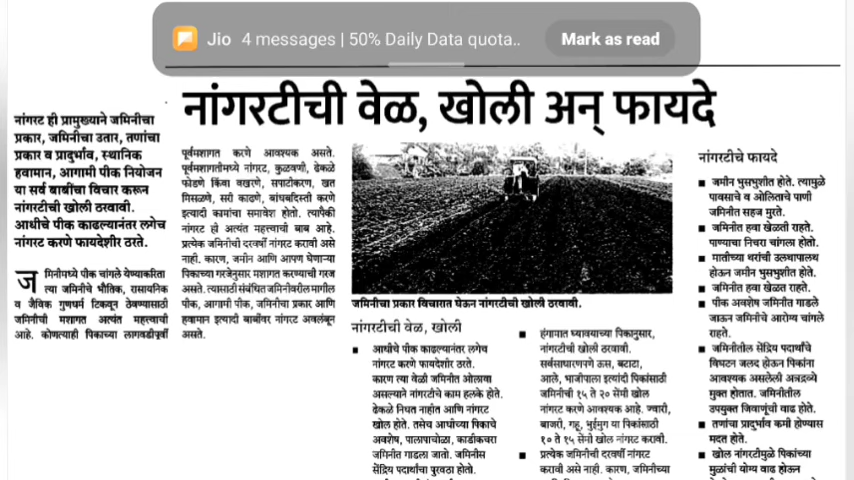 Jio 4 messages | 50% Daily Data quota.. Mark as read
नांगरटीची वेळ, खोली अन् फायदे
नांगरट ही प्रामुख्याने जमिनीचा
प्रकार, जमिनीचा उतार, तणांचा
प्रकार व प्रादुर्भाव, स्थानिक
हवामान, आगामी पीक नियोजन
या सर्व बाबींचा विचार करून
नांगरटीची खोली ठरवावी.
आधीचे पीक काढल्यानंतर लगेच
नांगरट करणे फायदेशीर ठरते.
जमिनीमध्ये पीक चांगले येण्याकरिता
त्या जमिनीचे भौतिक, रासायनिक
व जैविक गुणधर्म टिकवून ठेवण्यासाठी
जमिनीची मशागत अत्यंत महत्त्वाची
आहे. कोणत्याही पिकाच्या लागवडीपूर्वी
पूर्वमशागत करणे आवश्यक असते.
पूर्वमशागतीमध्ये नांगरट, कुळवणी, ढेकळे
फोडणे किंवा वखरणे, सपाटीकरण, खत
मिसळणे, सरी काढणे, बांधबंदिस्ती करणे
इत्यादी कामांचा समावेश होतो. त्यापैकी
नांगरट ही अत्यंत महत्त्वाची बाब आहे.
प्रत्येक जमिनीची दरवर्षी नांगरट करावी असे
नाही. कारण, जमीन आणि आपण घेणाऱ्या
पिकाच्या गरजेनुसार मशागत करण्याची गरज
असते. त्यासाठी संबंधित जमिनीवरील मागील
पीक, आगामी पीक, जमिनीचा प्रकार आणि
हवामान इत्यादी बाबींवर नांगरट अवलंबून
असते.
जमिनीचा प्रकार विचारात घेऊन नांगरटीची खोली ठरवावी.
नांगरटीची वेळ, खोली
■ आधीचे पीक काढल्यानंतर लगेच
नांगरट करणे फायदेशीर ठरते.
कारण त्या वेळी जमिनीत ओलावा
असल्याने नांगरटीचे काम हलके होते.
ढेकळे निघत नाहीत आणि नांगरट
खोल होते. तसेच आधीच्या पिकाचे
अवशेष, पालापाचोळा, काडीकचरा
जमिनीत गाडला जातो. जमिनीस
सेंद्रिय पदार्थांचा पुरवठा होतो.
■ हंगामात घ्यावयाच्या पिकानुसार,
नांगरटीची खोली ठरवावी.
सर्वसाधारणपणे ऊस, बटाटा,
आले, भाजीपाला इत्यादी पिकांसाठी
जमिनीची १५ ते २० सेंमी खोल
नांगरट करणे आवश्यक आहे. ज्वारी,
बाजरी, गहू, भुईमूग या पिकांसाठी
१० ते १५ सेंमी खोल नांगरट करावी.
■ प्रत्येक जमिनीची दरवर्षी नांगरट
करावी असे नाही. कारण, जमिनीच्या
नांगरटीचे फायदे
■ जमीन भुसभुशीत होते. त्यामुळे
पावसाचे व ओलिताचे पाणी
जमिनीत सहज मुरते.
■ जमिनीत हवा खेळती राहते.
पाण्याचा निचरा चांगला होतो.
■ मातीच्या थरांची उलथापालथ
होऊन जमीन भुसभुशीत होते.
■ जमिनीत हवा खेळत राहते.
■ पीक अवशेष जमिनीत गाडले
जाऊन जमिनीचे आरोग्य चांगले
राहते.
■ जमिनीतील सेंद्रिय पदार्थांचे
विघटन जलद होऊन पिकांना
आवश्यक असलेली अन्नद्रव्ये
मुक्त होतात. जमिनीतील
उपयुक्त जिवाणूंची वाढ होते.
■ तणांचा प्रादुर्भाव कमी होण्यास
मदत होते.
■ खोल नांगरटीमुळे पिकांच्या
मुळांची योग्य वाढ होऊन